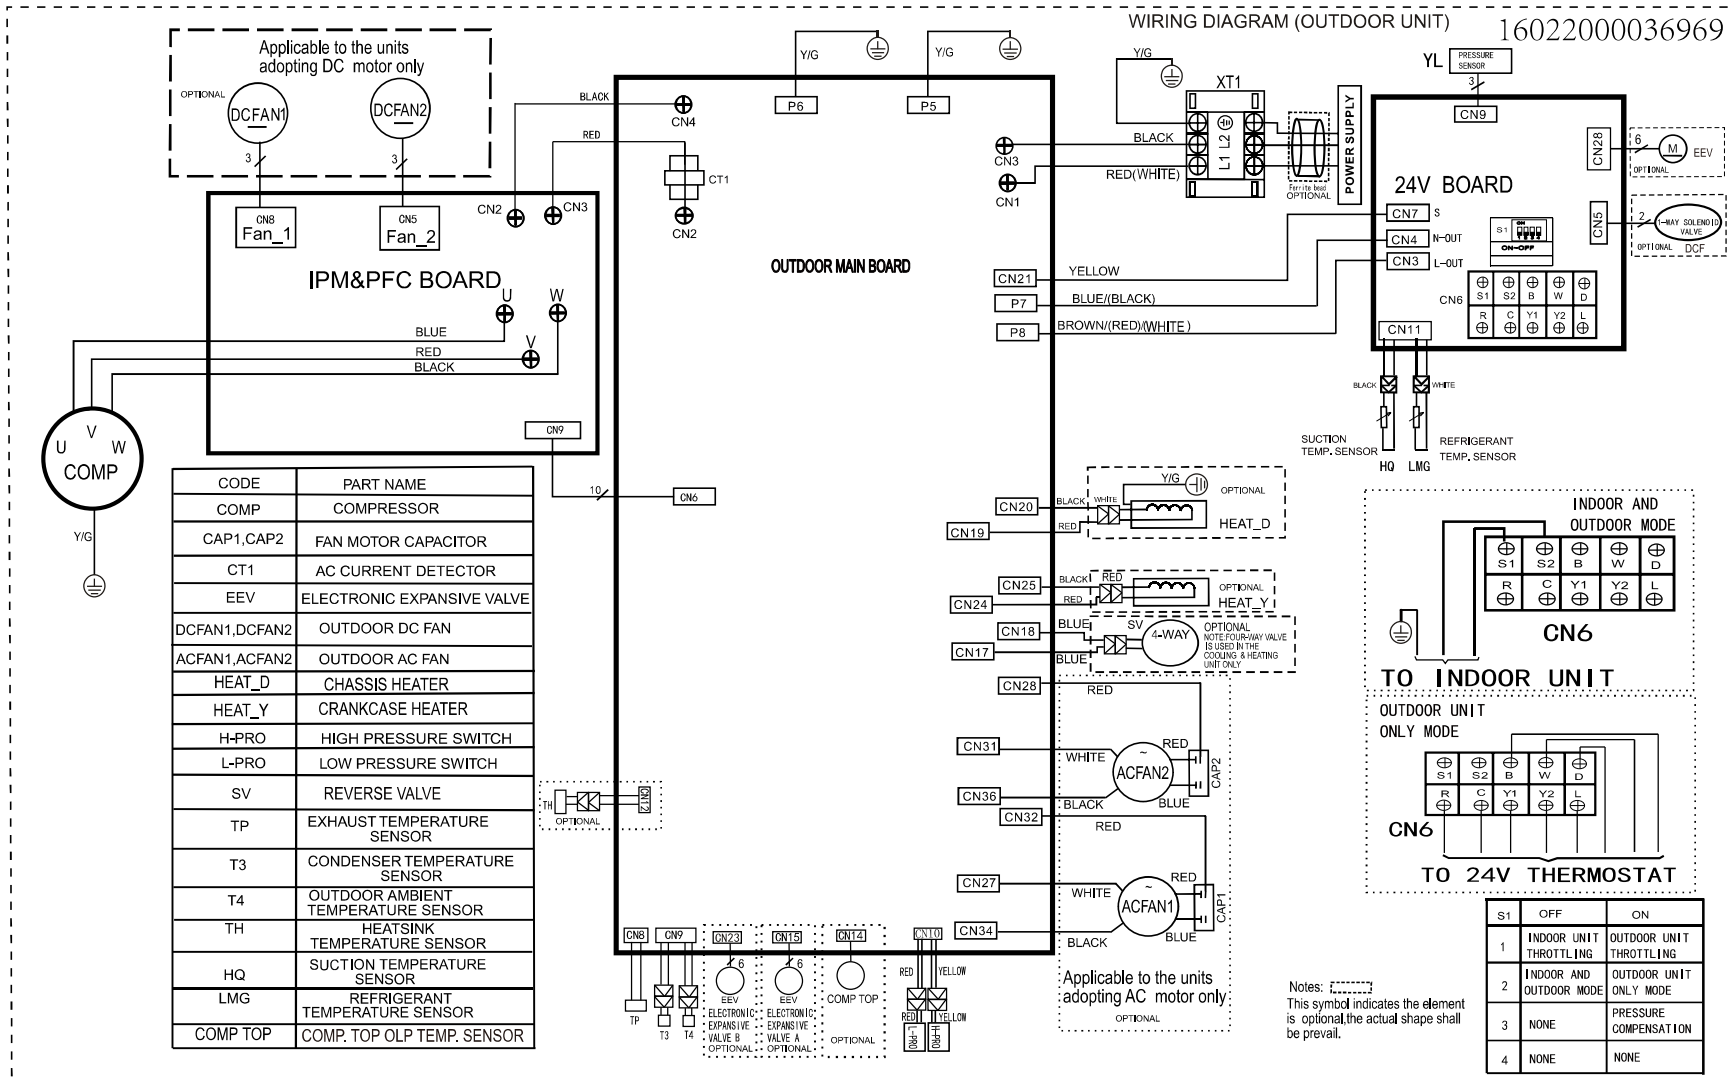 WIRING DIAGRAM (OUTDOOR UNIT)
16022000036969
Applicable to the units
adopting DC motor only
OPTIONAL
DCFAN1
DCFAN2
3
3
CN8
Fan_1
CN5
Fan_2
CN2
CN3
IPM&PFC BOARD
U
W
V
BLUE
RED
BLACK
CN9
10
U
V
W
COMP
Y/G
BLACK
RED
CN4
CT1
CN2
CN6
Y/G
P6
Y/G
P5
OUTDOOR MAIN BOARD
CN3
CN1
BLACK
RED(WHITE)
Y/G
XT1
L1 L2
Ferrite bead
OPTIONAL
POWER SUPPLY
CN21
YELLOW
P7
BLUE/(BLACK)
P8
BROWN/(RED)/(WHITE)
YL
PRESSURE
SENSOR
3
CN9
24V BOARD
CN28
6
M
EEV
OPTIONAL
CN5
2
1-WAY SOLENOID
VALVE
OPTIONAL
DCF
CN7
S
CN4
N-OUT
CN3
L-OUT
S1
ON
1 2 3 4
ON-OFF
CN6
S1 S2 B W D
R C Y1 Y2 L
CN11
BLACK
WHITE
SUCTION
TEMP. SENSOR
HQ
LMG
REFRIGERANT
TEMP. SENSOR
CODE PART NAME
COMP COMPRESSOR
CAP1,CAP2 FAN MOTOR CAPACITOR
CT1 AC CURRENT DETECTOR
EEV ELECTRONIC EXPANSIVE VALVE
DCFAN1,DCFAN2 OUTDOOR DC FAN
ACFAN1,ACFAN2 OUTDOOR AC FAN
HEAT_D CHASSIS HEATER
HEAT_Y CRANKCASE HEATER
H-PRO HIGH PRESSURE SWITCH
L-PRO LOW PRESSURE SWITCH
SV REVERSE VALVE
TP EXHAUST TEMPERATURE
SENSOR
T3 CONDENSER TEMPERATURE
SENSOR
T4 OUTDOOR AMBIENT
TEMPERATURE SENSOR
TH HEATSINK
TEMPERATURE SENSOR
HQ SUCTION TEMPERATURE
SENSOR
LMG REFRIGERANT
TEMPERATURE SENSOR
COMP TOP COMP. TOP OLP TEMP. SENSOR
TH
CN12
OPTIONAL
CN20
BLACK
WHITE
Y/G
OPTIONAL
CN19
RED
HEAT_D
CN25
BLACK
RED
OPTIONAL
CN24
RED
HEAT_Y
CN18
BLUE
SV
4-WAY
OPTIONAL
NOTE:FOUR-WAY VALVE
IS USED IN THE
COOLING & HEATING
UNIT ONLY
CN17
BLUE
CN28
RED
CN31
WHITE
~
ACFAN2
RED
CAP2
CN36
BLACK
BLUE
CN32
RED
CN27
WHITE
~
ACFAN1
RED
CAP1
CN34
BLACK
BLUE
Applicable to the units
adopting AC motor only
OPTIONAL
CN8
TP
CN9
T3
T4
CN23
6
EEV
ELECTRONIC
EXPANSIVE
VALVE B
OPTIONAL
CN15
6
EEV
ELECTRONIC
EXPANSIVE
VALVE A
OPTIONAL
CN14
COMP TOP
OPTIONAL
CN10
RED
YELLOW
RED
YELLOW
L-PRO
H-PRO
INDOOR AND
OUTDOOR MODE
S1 S2 B W D
R C Y1 Y2 L
CN6
TO INDOOR UNIT
OUTDOOR UNIT
ONLY MODE
S1 S2 B W D
R C Y1 Y2 L
CN6
TO 24V THERMOSTAT
S1 OFF ON
1 INDOOR UNIT THROTTLING OUTDOOR UNIT THROTTLING
2 INDOOR AND OUTDOOR MODE OUTDOOR UNIT ONLY MODE
3 NONE PRESSURE COMPENSATION
4 NONE NONE
Notes:
This symbol indicates the element
is optional,the actual shape shall
be prevail.